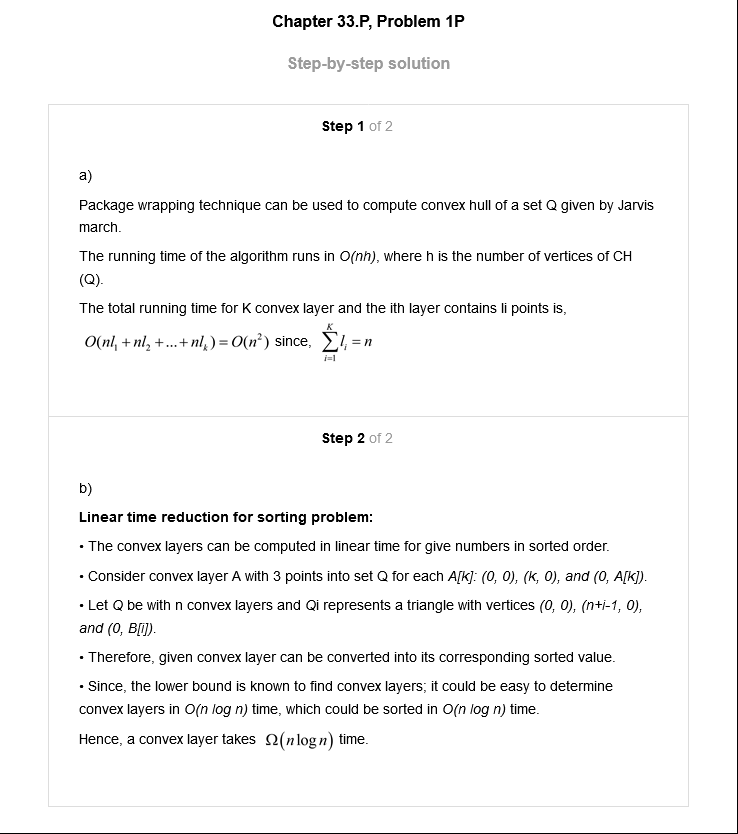 Chapter 33.P, Problem 1P
Step-by-step solution
Step 1 of 2
a)
Package wrapping technique can be used to compute convex hull of a set Q given by Jarvis
march.
The running time of the algorithm runs in O(nh), where h is the number of vertices of CH
(Q).
The total running time for K convex layer and the ith layer contains li points is,
O(nl₁ + nl₂ +...+ nlₖ) = O(n²) since, ∑_{i=1}^{K} lᵢ = n
Step 2 of 2
b)
Linear time reduction for sorting problem:
• The convex layers can be computed in linear time for give numbers in sorted order.
• Consider convex layer A with 3 points into set Q for each A[k]: (0, 0), (k, 0), and (0, A[k]).
• Let Q be with n convex layers and Qi represents a triangle with vertices (0, 0), (n+i-1, 0),
and (0, B[i]).
• Therefore, given convex layer can be converted into its corresponding sorted value.
• Since, the lower bound is known to find convex layers; it could be easy to determine
convex layers in O(n log n) time, which could be sorted in O(n log n) time.
Hence, a convex layer takes Ω(n log n) time.